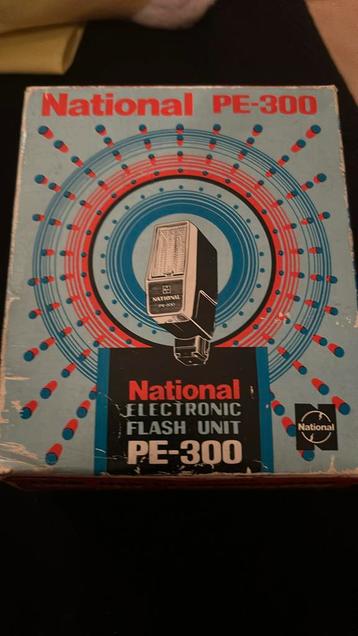 National PE-300
NATIONAL
PE-300
National
ELECTRONIC
FLASH UNIT
PE-300
National